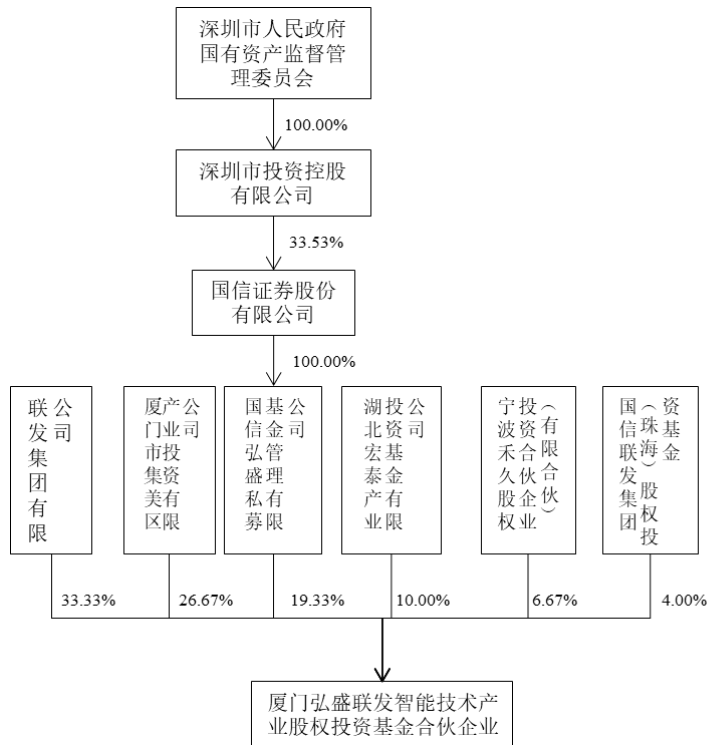 深圳市人民政府
国有资产监督管
理委员会
100.00%
深圳市投资控股
有限公司
33.53%
国信证券股份
有限公司
100.00%
联发集团有限
公司
厦门市集美区
产业投资有限
公司
国信弘盛私募
基金管理有限
公司
湖北宏泰产业
投资基金有限
公司
宁波禾久股权
投资合伙企业
（有限合伙）
国信联发集团
（珠海）股权投
资基金
33.33%
26.67%
19.33%
10.00%
6.67%
4.00%
厦门弘盛联发智能技术产
业股权投资基金合伙企业